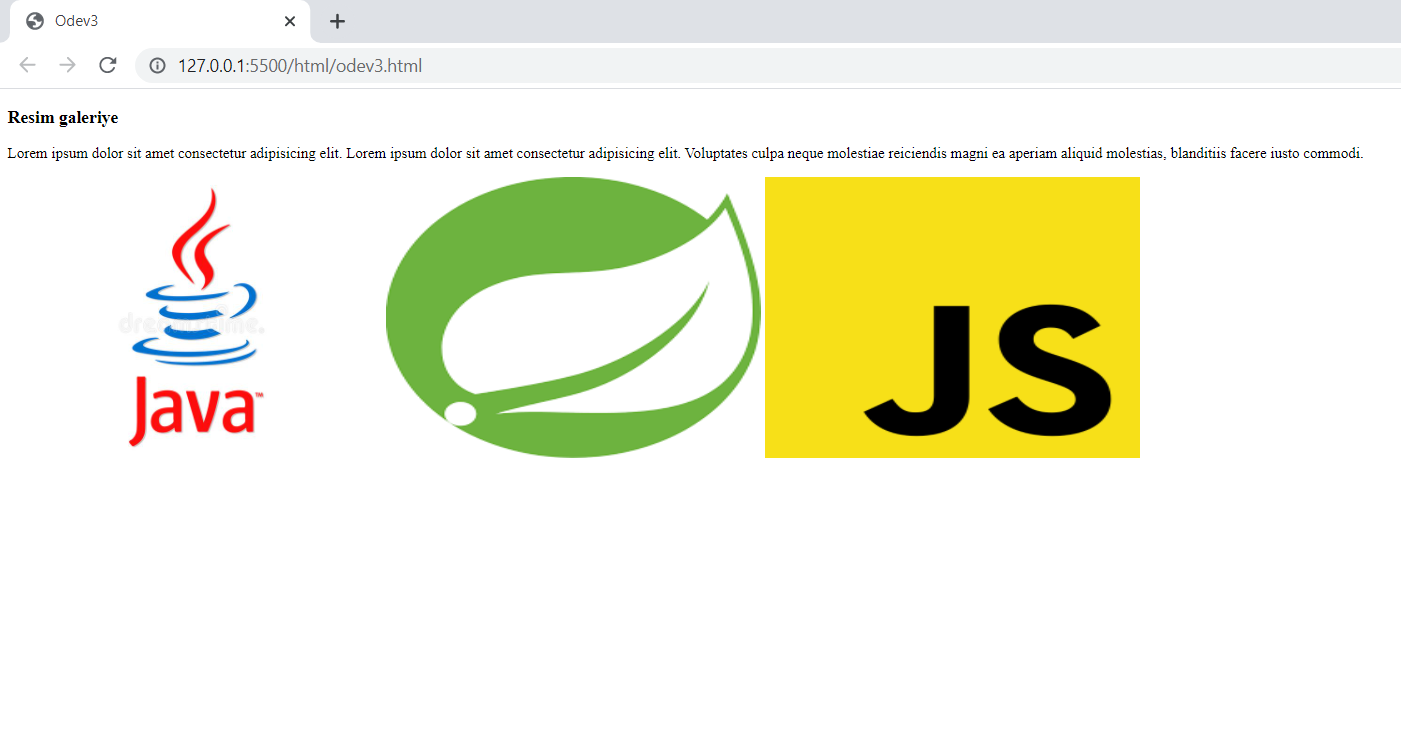 Odev3
127.0.0.1:5500/html/odev3.html
Resim galeriye
Lorem ipsum dolor sit amet consectetur adipisicing elit. Lorem ipsum dolor sit amet consectetur adipisicing elit. Voluptates culpa neque molestiae reiciendis magni ea aperiam aliquid molestias, blanditiis facere iusto commodi.
Java™
JS